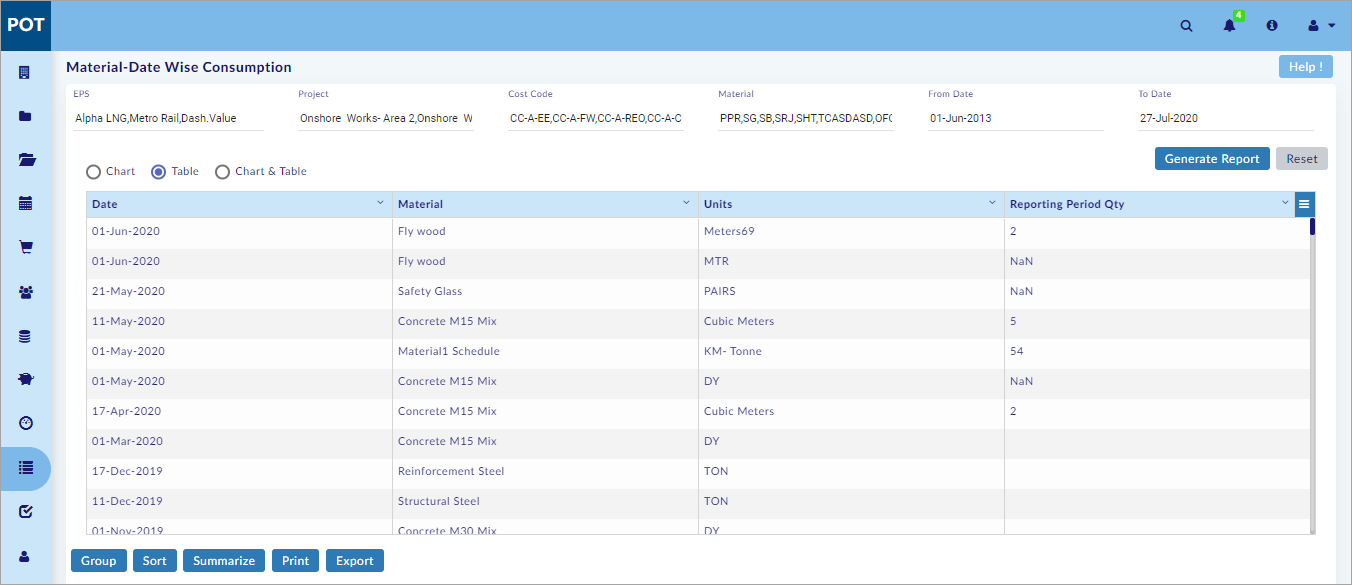 POT
4
Material-Date Wise Consumption
Help !
EPS Project Cost Code Material From Date To Date
Alpha LNG,Metro Rail,Dash.Value Onshore Works- Area 2,Onshore W CC-A-EE,CC-A-FW,CC-A-REO,CC-A-C PPR,SG,SB,SRJ,SHT,TCASDASD,OFC 01-Jun-2013 27-Jul-2020
Generate Report Reset
Chart Table Chart & Table
Date Material Units Reporting Period Qty
01-Jun-2020 Fly wood Meters69 2
01-Jun-2020 Fly wood MTR NaN
21-May-2020 Safety Glass PAIRS NaN
11-May-2020 Concrete M15 Mix Cubic Meters 5
01-May-2020 Material1 Schedule KM- Tonne 54
01-May-2020 Concrete M15 Mix DY NaN
17-Apr-2020 Concrete M15 Mix Cubic Meters 2
01-Mar-2020 Concrete M15 Mix DY
17-Dec-2019 Reinforcement Steel TON
11-Dec-2019 Structural Steel TON
01-Nov-2019 Concrete M30 Mix DY
Group Sort Summarize Print Export